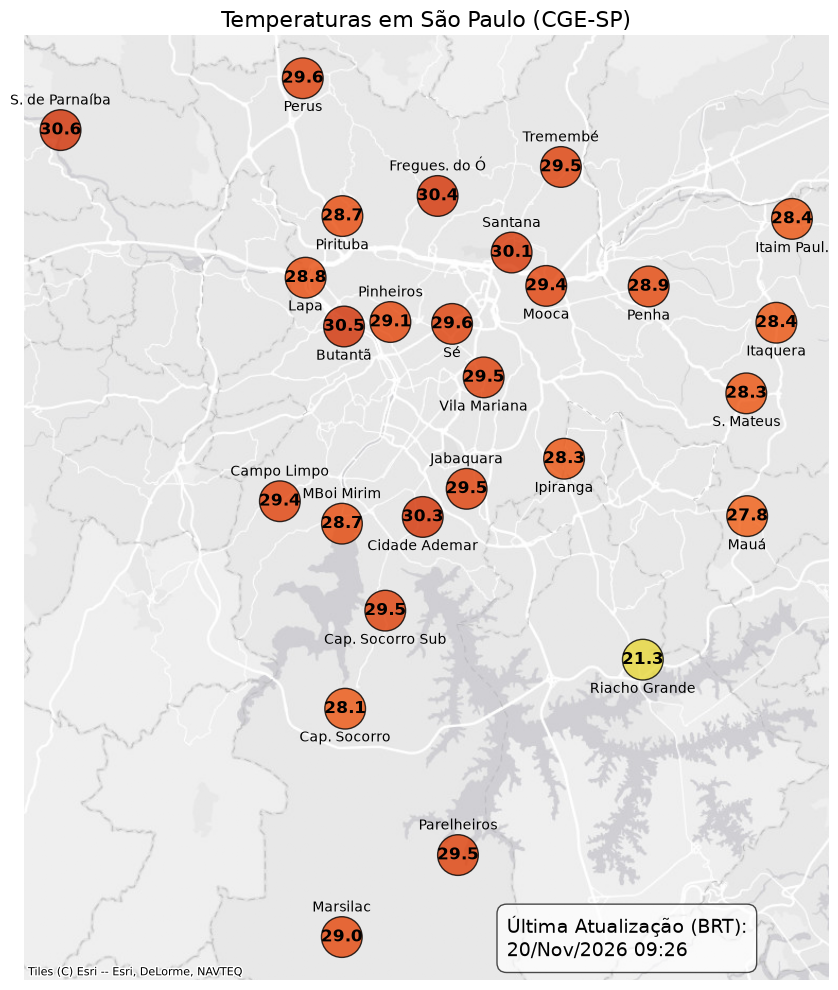 Temperaturas em São Paulo (CGE-SP)
29.6
Perus
S. de Parnaíba
30.6
Tremembé
29.5
Fregues. do Ó
30.4
28.7
Pirituba
Santana
30.1
28.4
Itaim Paul.
28.8
Lapa
29.4
Mooca
28.9
Penha
Pinheiros
29.1
30.5
Butantã
29.6
Sé
28.4
Itaquera
29.5
Vila Mariana
28.3
S. Mateus
28.3
Ipiranga
Jabaquara
29.5
Campo Limpo
29.4
MBoi Mirim
28.7
30.3
Cidade Ademar
27.8
Mauá
29.5
Cap. Socorro Sub
21.3
Riacho Grande
28.1
Cap. Socorro
Parelheiros
29.5
Marsilac
29.0
Última Atualização (BRT):
20/Nov/2026 09:26
Tiles (C) Esri -- Esri, DeLorme, NAVTEQ